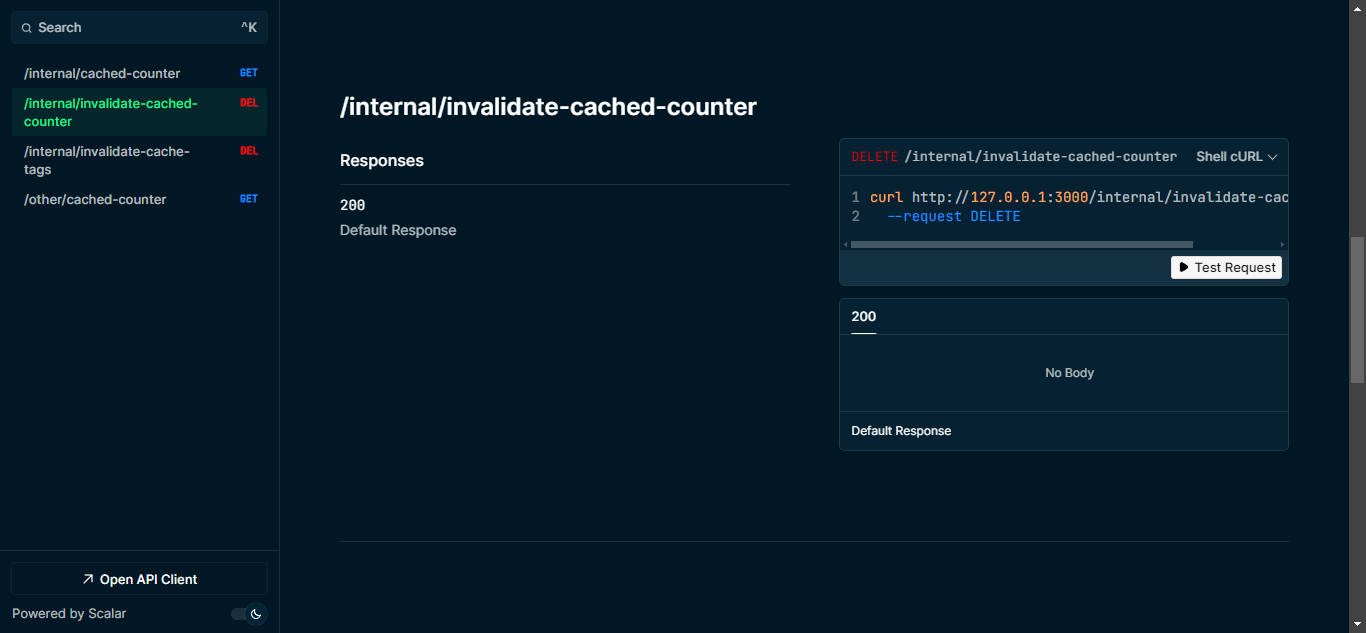 Search ^K
/internal/cached-counter GET
/internal/invalidate-cached- DEL
counter
/internal/invalidate-cache- DEL
tags
/other/cached-counter GET
Open API Client
Powered by Scalar
/internal/invalidate-cached-counter
Responses
200
Default Response
DELETE /internal/invalidate-cached-counter Shell cURL
1 curl http://127.0.0.1:3000/internal/invalidate-cac
2 --request DELETE
Test Request
200
No Body
Default Response